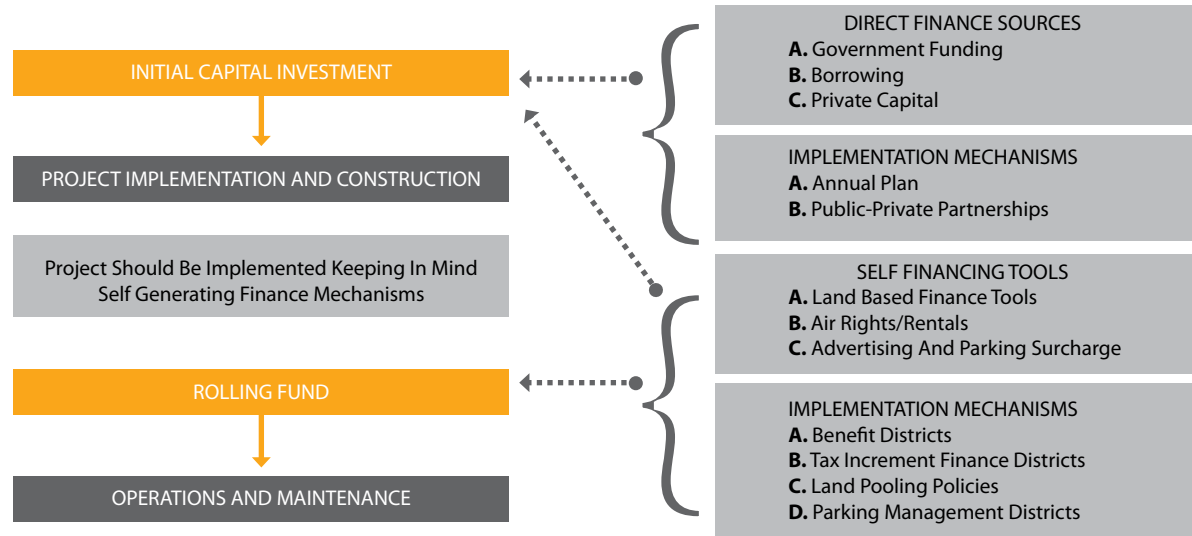 INITIAL CAPITAL INVESTMENT
PROJECT IMPLEMENTATION AND CONSTRUCTION
Project Should Be Implemented Keeping In Mind
Self Generating Finance Mechanisms
ROLLING FUND
OPERATIONS AND MAINTENANCE
DIRECT FINANCE SOURCES
A. Government Funding
B. Borrowing
C. Private Capital
IMPLEMENTATION MECHANISMS
A. Annual Plan
B. Public-Private Partnerships
SELF FINANCING TOOLS
A. Land Based Finance Tools
B. Air Rights/Rentals
C. Advertising And Parking Surcharge
IMPLEMENTATION MECHANISMS
A. Benefit Districts
B. Tax Increment Finance Districts
C. Land Pooling Policies
D. Parking Management Districts